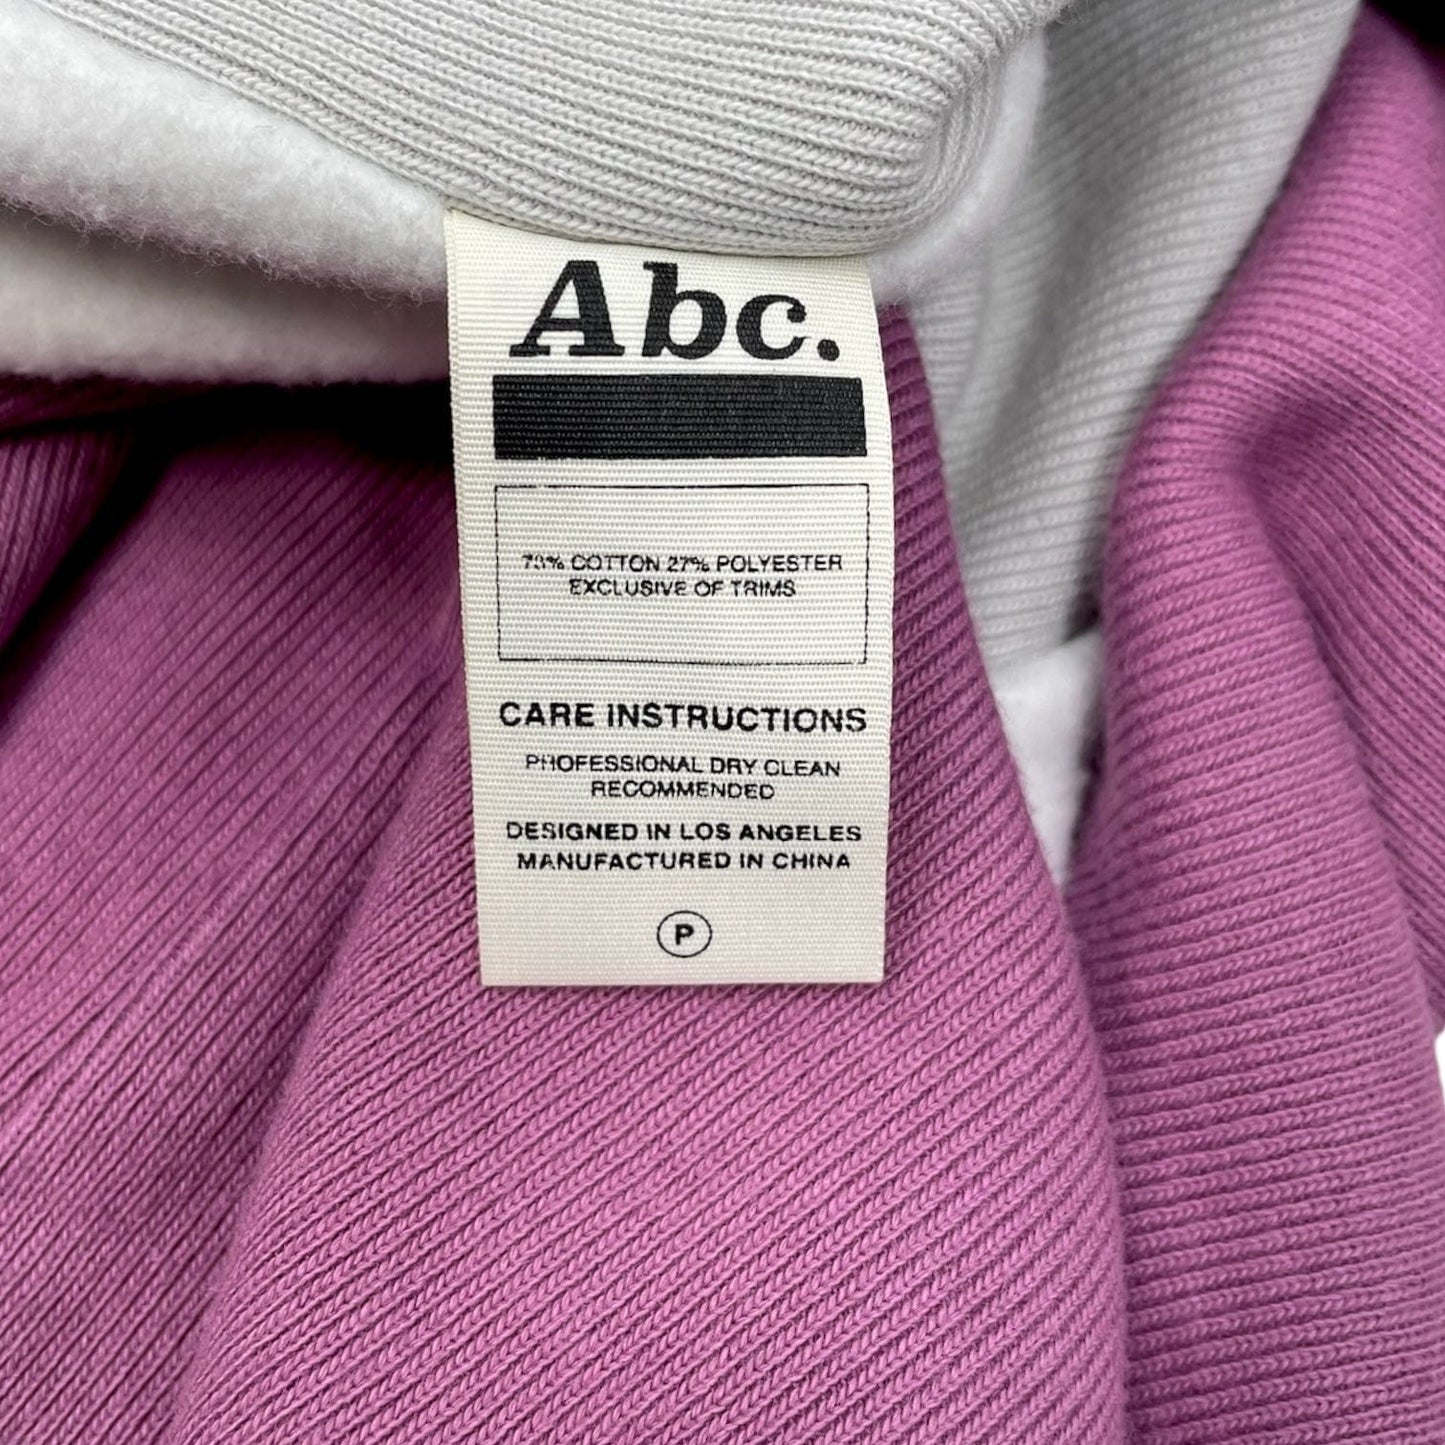 Abc.
73% COTTON 27% POLYESTER
EXCLUSIVE OF TRIMS
CARE INSTRUCTIONS
PROFESSIONAL DRY CLEAN
RECOMMENDED
DESIGNED IN LOS ANGELES
MANUFACTURED IN CHINA
P